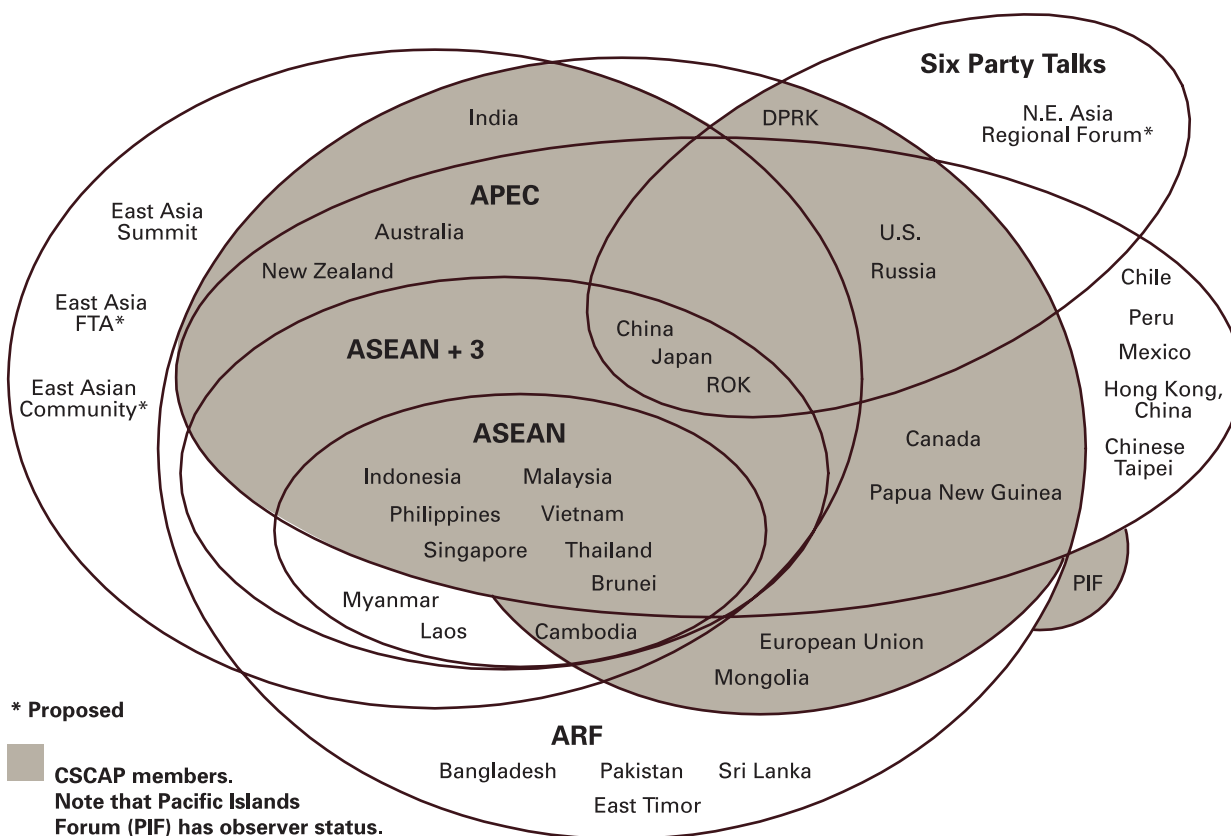 Six Party Talks
N.E. Asia
Regional Forum*
India
DPRK
East Asia
Summit
APEC
Australia
New Zealand
U.S.
Russia
East Asia
FTA*
Chile
Peru
Mexico
Hong Kong,
China
Chinese
Taipei
ASEAN + 3
China
Japan
ROK
East Asian
Community*
ASEAN
Indonesia
Malaysia
Philippines
Vietnam
Singapore
Thailand
Brunei
Canada
Papua New Guinea
Myanmar
Laos
Cambodia
PIF
European Union
Mongolia
ARF
Bangladesh
Pakistan
Sri Lanka
East Timor
* Proposed
CSCAP members.
Note that Pacific Islands
Forum (PIF) has observer status.